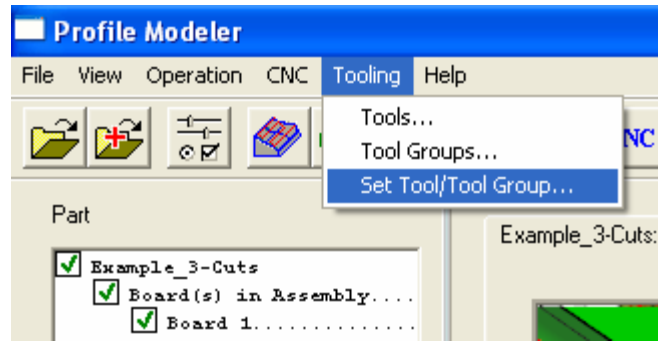 Profile Modeler
File View Operation CNC Tooling Help
Tools...
Tool Groups...
Set Tool/Tool Group...
NC
Part
Example_3-Cuts:
Example_3-Cuts
Board(s) in Assembly....
Board 1..............